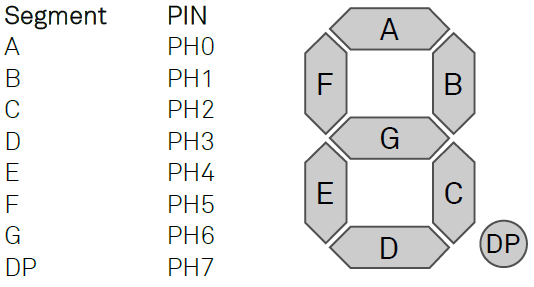 Segment PIN
A PH0
B PH1
C PH2
D PH3
E PH4
F PH5
G PH6
DP PH7
A
F B
G
E C
D DP